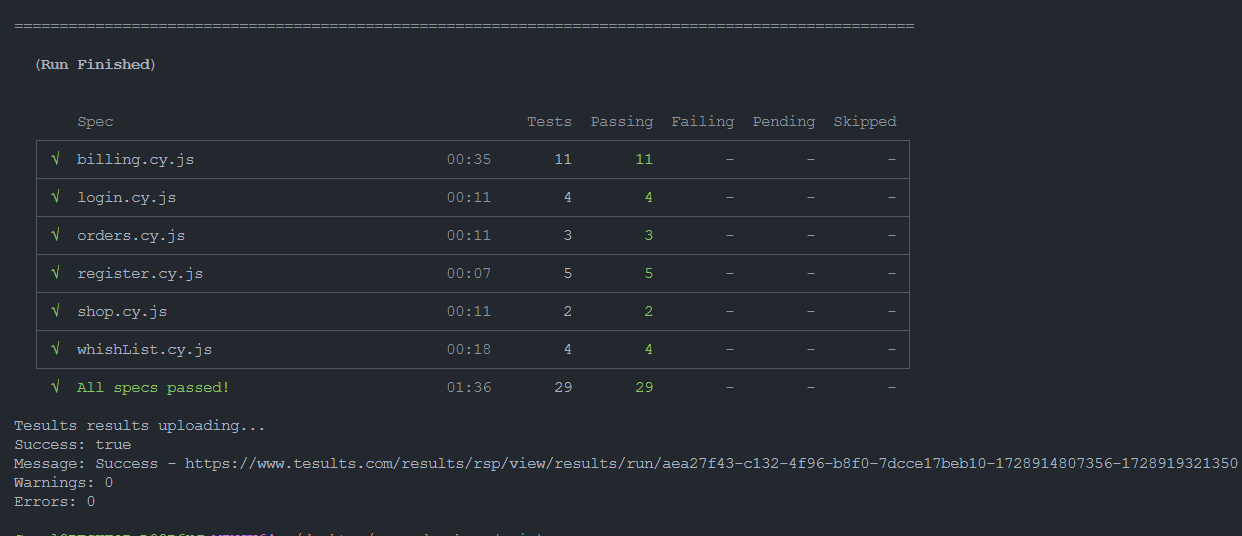 ====================================================================================================
(Run Finished)
Spec Tests Passing Failing Pending Skipped
√ billing.cy.js 00:35 11 11 - - -
√ login.cy.js 00:11 4 4 - - -
√ orders.cy.js 00:11 3 3 - - -
√ register.cy.js 00:07 5 5 - - -
√ shop.cy.js 00:11 2 2 - - -
√ whishList.cy.js 00:18 4 4 - - -
√ All specs passed! 01:36 29 29 - - -
Tesults results uploading...
Success: true
Message: Success - https://www.tesults.com/results/rsp/view/results/run/aea27f43-c132-4f96-b8f0-7dcce17beb10-1728914807356-1728919321350
Warnings: 0
Errors: 0